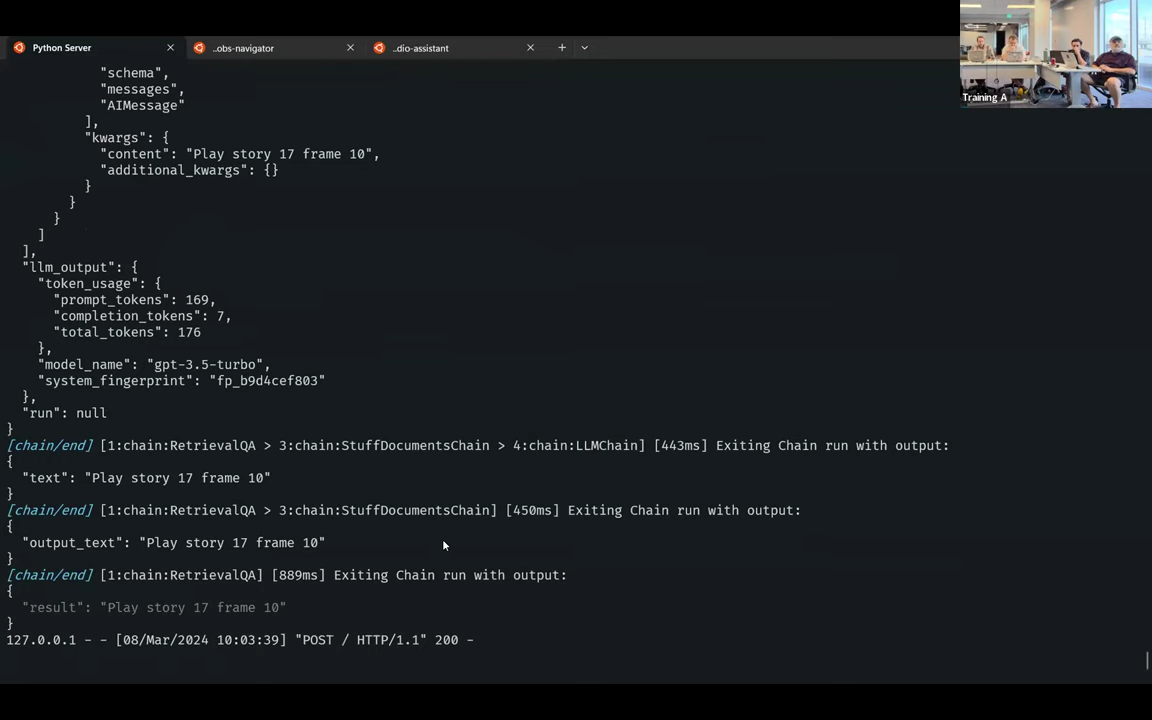 Python Server
..obs-navigator
..dio-assistant
Training A
"schema",
"messages",
"AIMessage"
],
"kwargs": {
"content": "Play story 17 frame 10",
"additional_kwargs": {}
}
}
}
]
],
"llm_output": {
"token_usage": {
"prompt_tokens": 169,
"completion_tokens": 7,
"total_tokens": 176
},
"model_name": "gpt-3.5-turbo",
"system_fingerprint": "fp_b9d4cef803"
},
"run": null
}
[chain/end] [1:chain:RetrievalQA > 3:chain:StuffDocumentsChain > 4:chain:LLMChain] [443ms] Exiting Chain run with output:
{
"text": "Play story 17 frame 10"
}
[chain/end] [1:chain:RetrievalQA > 3:chain:StuffDocumentsChain] [450ms] Exiting Chain run with output:
{
"output_text": "Play story 17 frame 10"
}
[chain/end] [1:chain:RetrievalQA] [889ms] Exiting Chain run with output:
{
"result": "Play story 17 frame 10"
}
127.0.0.1 - - [08/Mar/2024 10:03:39] "POST / HTTP/1.1" 200 -